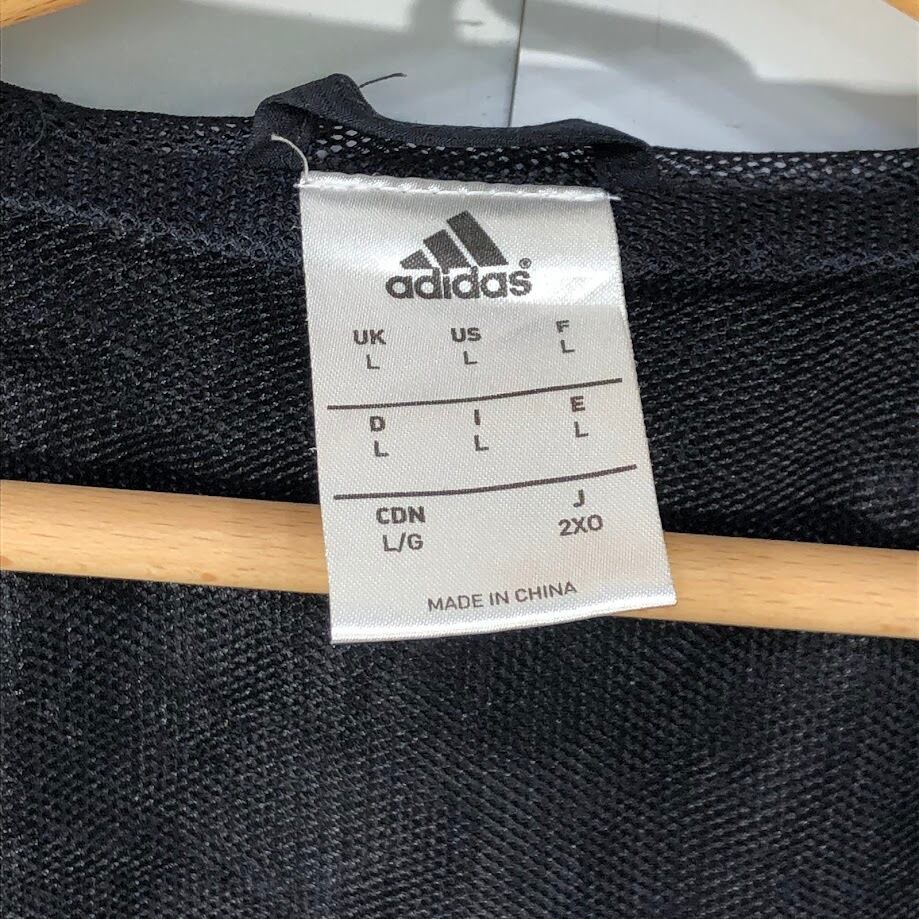 adidas®
UK US F
L L L
D I E
L L L
CDN J
L/G 2XO
MADE IN CHINA